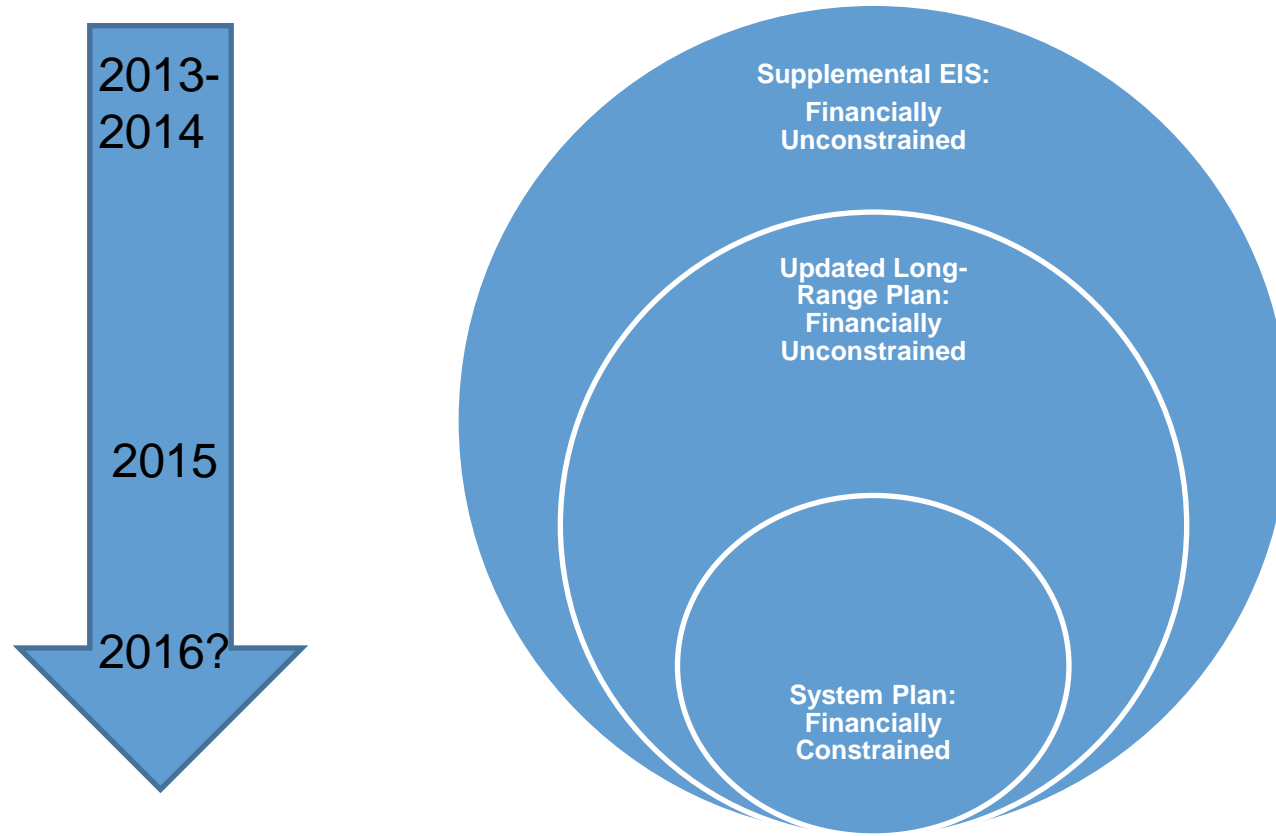 2013-
2014
2015
2016?
Supplemental EIS:
Financially
Unconstrained
Updated Long-
Range Plan:
Financially
Unconstrained
System Plan:
Financially
Constrained